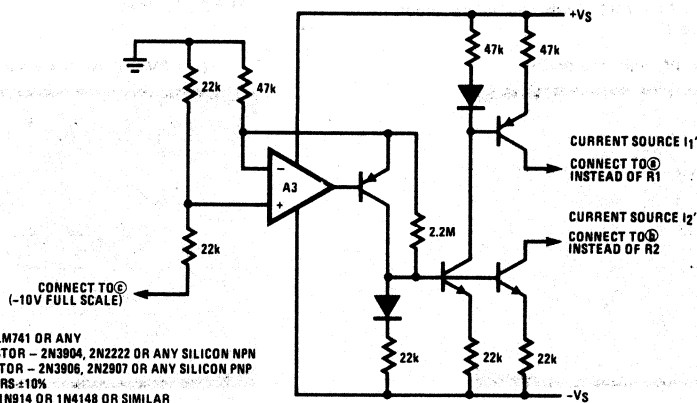 +VS
47k
47k
22k
47k
CURRENT SOURCE I1'
CONNECT TO ⓐ
INSTEAD OF R1
A3
−
+
2.2M
CURRENT SOURCE I2'
CONNECT TO ⓑ
INSTEAD OF R2
22k
CONNECT TO ⓒ
(–10V FULL SCALE)
22k
22k
22k
LM741 OR ANY
STOR – 2N3904, 2N2222 OR ANY SILICON NPN
STOR – 2N3906, 2N2907 OR ANY SILICON PNP
RS ±10%
1N914 OR 1N4148 OR SIMILAR
–VS